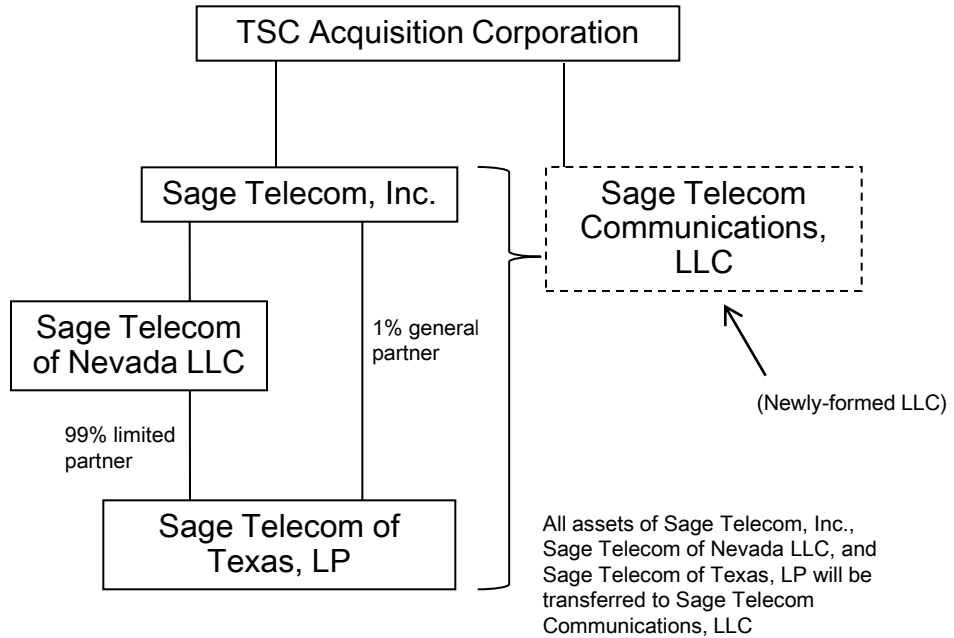 TSC Acquisition Corporation
Sage Telecom, Inc.
Sage Telecom
Communications,
LLC
Sage Telecom
of Nevada LLC
1% general
partner
(Newly-formed LLC)
99% limited
partner
Sage Telecom of
Texas, LP
All assets of Sage Telecom, Inc.,
Sage Telecom of Nevada LLC, and
Sage Telecom of Texas, LP will be
transferred to Sage Telecom
Communications, LLC